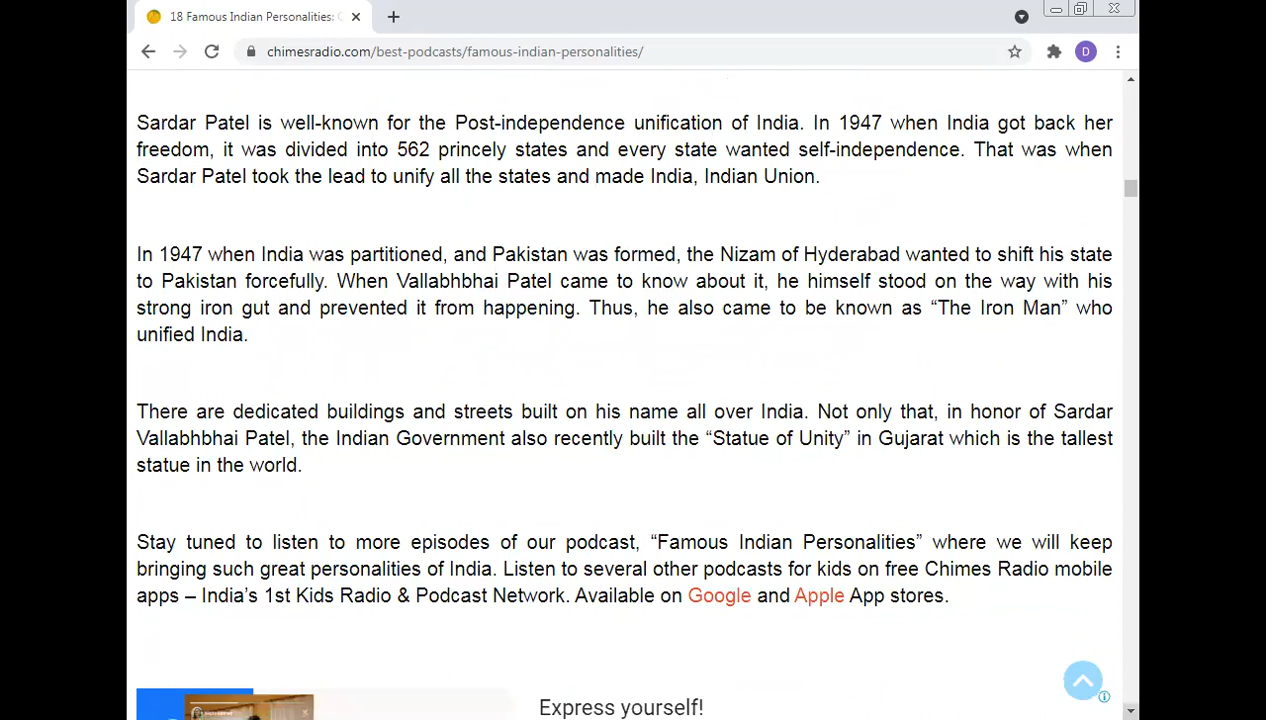 18 Famous Indian Personalities:
chimesradio.com/best-podcasts/famous-indian-personalities/
D
Sardar Patel is well-known for the Post-independence unification of India. In 1947 when India got back her
freedom, it was divided into 562 princely states and every state wanted self-independence. That was when
Sardar Patel took the lead to unify all the states and made India, Indian Union.
In 1947 when India was partitioned, and Pakistan was formed, the Nizam of Hyderabad wanted to shift his state
to Pakistan forcefully. When Vallabhbhai Patel came to know about it, he himself stood on the way with his
strong iron gut and prevented it from happening. Thus, he also came to be known as “The Iron Man” who
unified India.
There are dedicated buildings and streets built on his name all over India. Not only that, in honor of Sardar
Vallabhbhai Patel, the Indian Government also recently built the “Statue of Unity” in Gujarat which is the tallest
statue in the world.
Stay tuned to listen to more episodes of our podcast, “Famous Indian Personalities” where we will keep
bringing such great personalities of India. Listen to several other podcasts for kids on free Chimes Radio mobile
apps – India’s 1st Kids Radio & Podcast Network. Available on Google and Apple App stores.
Express yourself!